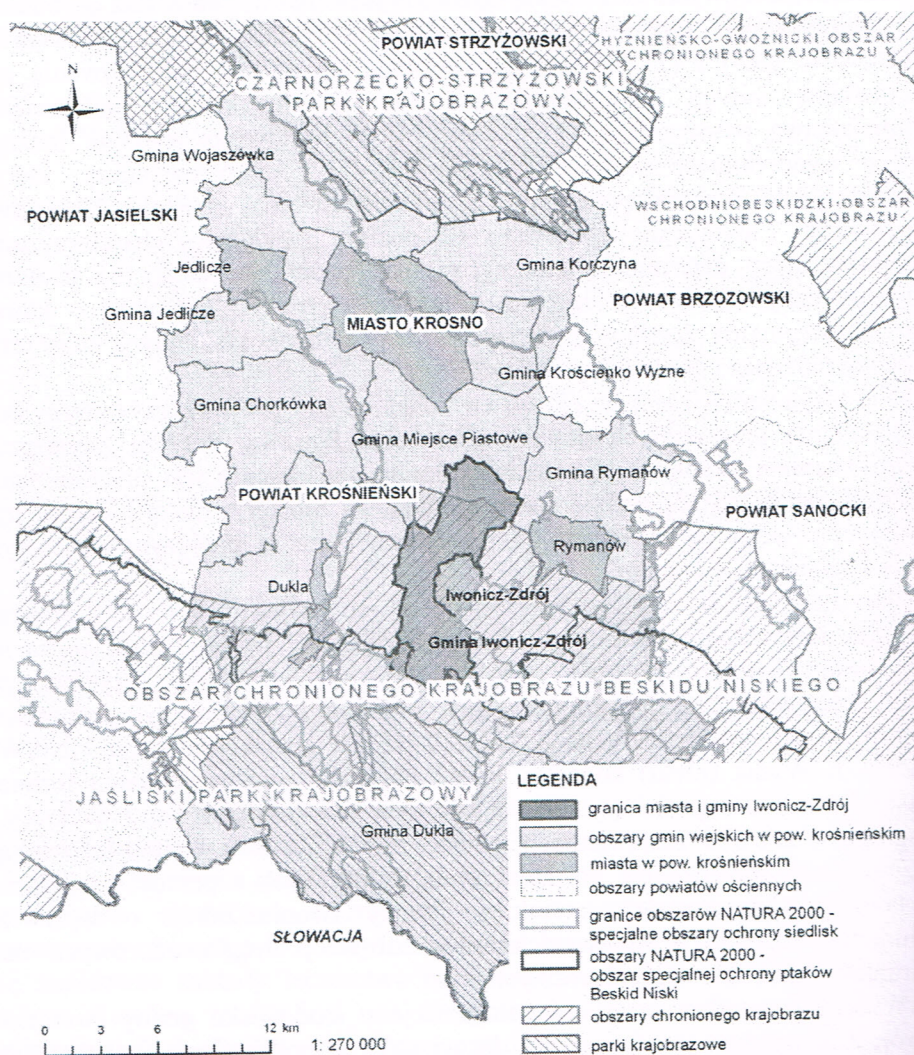 POWIAT STRZYŻOWSKI
HYŻNIEŃSKO-GWOŹNICKI OBSZAR
CHRONIONEGO KRAJOBRAZU
N
CZARNORZECKO-STRZYŻOWSKI
PARK KRAJOBRAZOWY
Gmina Wojaszówka
POWIAT JASIELSKI
WSCHODNIOBESKIDZKI OBSZAR
CHRONIONEGO KRAJOBRAZU
Jedlicze
Gmina Korczyna
POWIAT BRZOZOWSKI
Gmina Jedlicze
MIASTO KROSNO
Gmina Krościenko Wyżne
Gmina Chorkówka
Gmina Miejsce Piastowe
Gmina Rymanów
POWIAT KROŚNIEŃSKI
POWIAT SANOCKI
Rymanów
Dukla
Iwonicz-Zdrój
Gmina Iwonicz-Zdrój
OBSZAR CHRONIONEGO KRAJOBRAZU BESKIDU NISKIEGO
JAŚLISKI PARK KRAJOBRAZOWY
Gmina Dukla
SŁOWACJA
LEGENDA
granica miasta i gminy Iwonicz-Zdrój
obszary gmin wiejskich w pow. krośnieńskim
miasta w pow. krośnieńskim
obszary powiatów ościennych
granice obszarów NATURA 2000 -
specjalne obszary ochrony siedlisk
obszary NATURA 2000 -
obszar specjalnej ochrony ptaków
Beskid Niski
obszary chronionego krajobrazu
parki krajobrazowe
0 3 6 12 km
1: 270 000